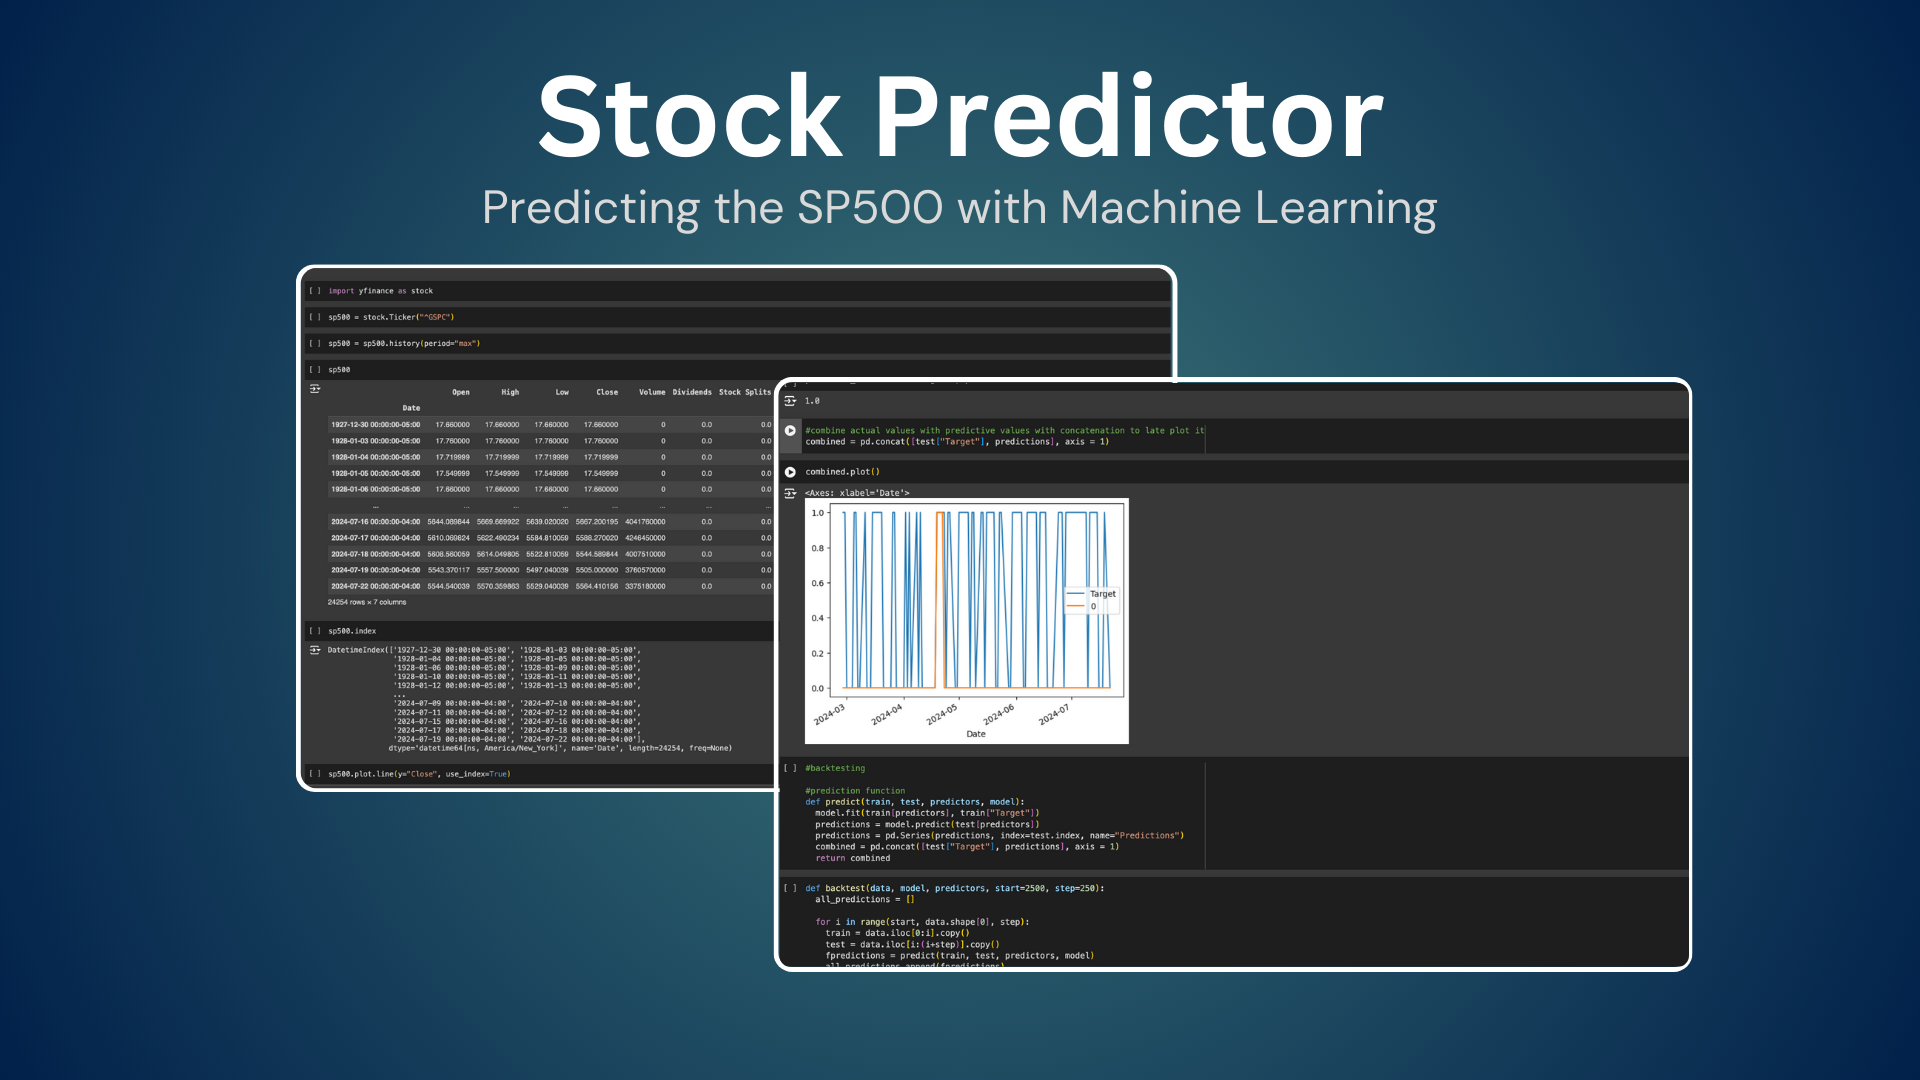 Stock Predictor
Predicting the SP500 with Machine Learning
[ ] import yfinance as stock
[ ] sp500 = stock.Ticker("^GSPC")
[ ] sp500 = sp500.history(period="max")
[ ] sp500
Open High Low Close Volume Dividends Stock Splits
Date
1927-12-30 00:00:00-05:00 17.660000 17.660000 17.660000 17.660000 0 0.0 0.0
1928-01-03 00:00:00-05:00 17.760000 17.760000 17.760000 17.760000 0 0.0 0.0
1928-01-04 00:00:00-05:00 17.719999 17.719999 17.719999 17.719999 0 0.0 0.0
1928-01-05 00:00:00-05:00 17.549999 17.549999 17.549999 17.549999 0 0.0 0.0
1928-01-06 00:00:00-05:00 17.660000 17.660000 17.660000 17.660000 0 0.0 0.0
... ... ... ... ... ... ... ...
2024-07-16 00:00:00-04:00 5644.089844 5669.669922 5639.020020 5667.200195 4041760000 0.0 0.0
2024-07-17 00:00:00-04:00 5610.069824 5622.490234 5584.810059 5588.270020 4246450000 0.0 0.0
2024-07-18 00:00:00-04:00 5608.560059 5614.049805 5522.810059 5544.589844 4007510000 0.0 0.0
2024-07-19 00:00:00-04:00 5543.370117 5557.500000 5497.040039 5505.000000 3760570000 0.0 0.0
2024-07-22 00:00:00-04:00 5544.540039 5570.359863 5529.040039 5564.410156 3375180000 0.0 0.0
24254 rows × 7 columns
[ ] sp500.index
DatetimeIndex(['1927-12-30 00:00:00-05:00', '1928-01-03 00:00:00-05:00',
'1928-01-04 00:00:00-05:00', '1928-01-05 00:00:00-05:00',
'1928-01-06 00:00:00-05:00', '1928-01-09 00:00:00-05:00',
'1928-01-10 00:00:00-05:00', '1928-01-11 00:00:00-05:00',
'1928-01-12 00:00:00-05:00', '1928-01-13 00:00:00-05:00',
...
'2024-07-09 00:00:00-04:00', '2024-07-10 00:00:00-04:00',
'2024-07-11 00:00:00-04:00', '2024-07-12 00:00:00-04:00',
'2024-07-15 00:00:00-04:00', '2024-07-16 00:00:00-04:00',
'2024-07-17 00:00:00-04:00', '2024-07-18 00:00:00-04:00',
'2024-07-19 00:00:00-04:00', '2024-07-22 00:00:00-04:00'],
dtype='datetime64[ns, America/New_York]', name='Date', length=24254, freq=None)
[ ] sp500.plot.line(y="Close", use_index=True)
1.0
#combine actual values with predictive values with concatenation to late plot it
combined = pd.concat([test["Target"], predictions], axis = 1)
combined.plot()
<Axes: xlabel='Date'>
1.0
0.8
0.6
0.4
0.2
0.0
Target
0
2024-03 2024-04 2024-05 2024-06 2024-07
Date
[ ] #backtesting
#prediction function
def predict(train, test, predictors, model):
model.fit(train[predictors], train["Target"])
predictions = model.predict(test[predictors])
predictions = pd.Series(predictions, index=test.index, name="Predictions")
combined = pd.concat([test["Target"], predictions], axis = 1)
return combined
[ ] def backtest(data, model, predictors, start=2500, step=250):
all_predictions = []
for i in range(start, data.shape[0], step):
train = data.iloc[0:i].copy()
test = data.iloc[i:(i+step)].copy()
fpredictions = predict(train, test, predictors, model)